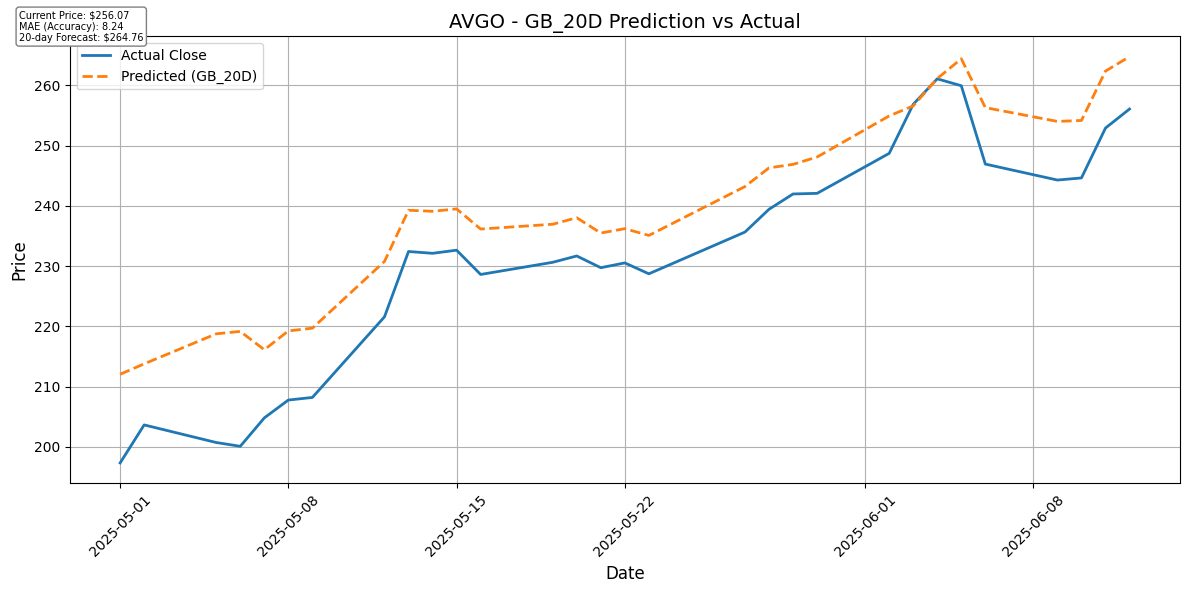 AVGO - GB_20D Prediction vs Actual
Current Price: $256.07
MAE (Accuracy): 8.24
20-day Forecast: $264.76
Actual Close
Predicted (GB_20D)
Price
260
250
240
230
220
210
200
2025-05-01
2025-05-08
2025-05-15
2025-05-22
2025-06-01
2025-06-08
Date